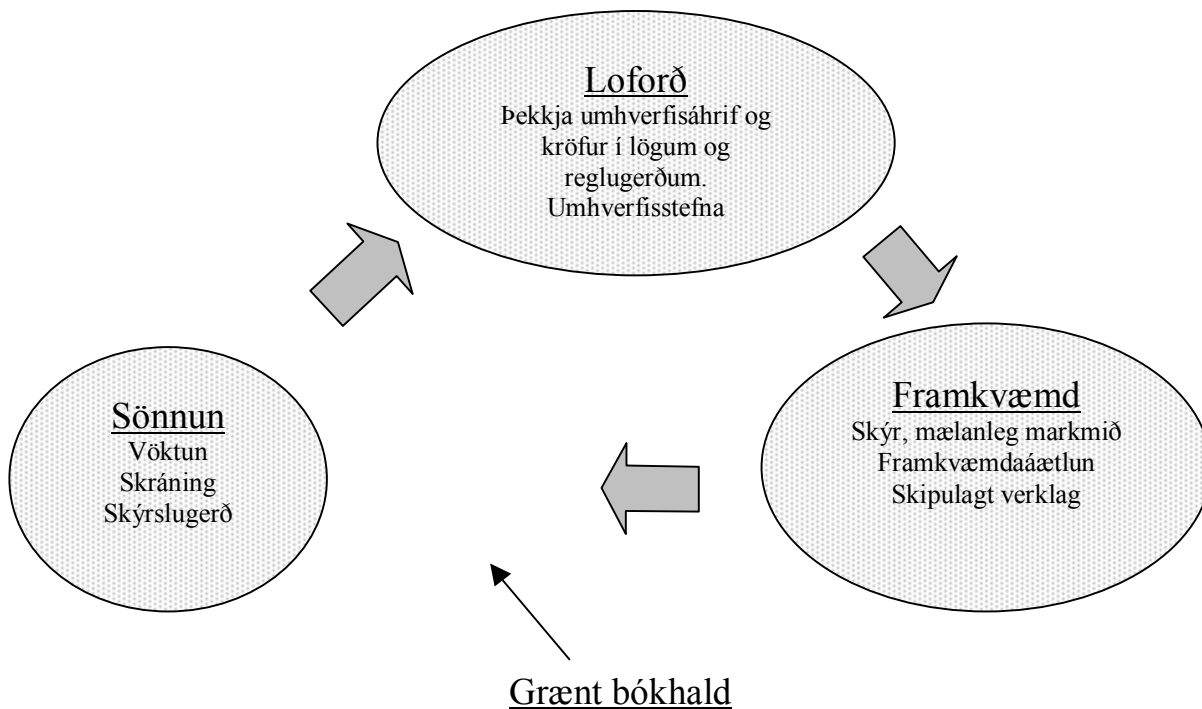 Loforð
Þekkja umhverfisáhrif og
kröfur í lögum og
reglugerðum.
Umhverfisstefna
Framkvæmd
Skýr, mælanleg markmið
Framkvæmdaáætlun
Skipulagt verklag
Sönnun
Vöktun
Skráning
Skýrslugerð
Grænt bókhald